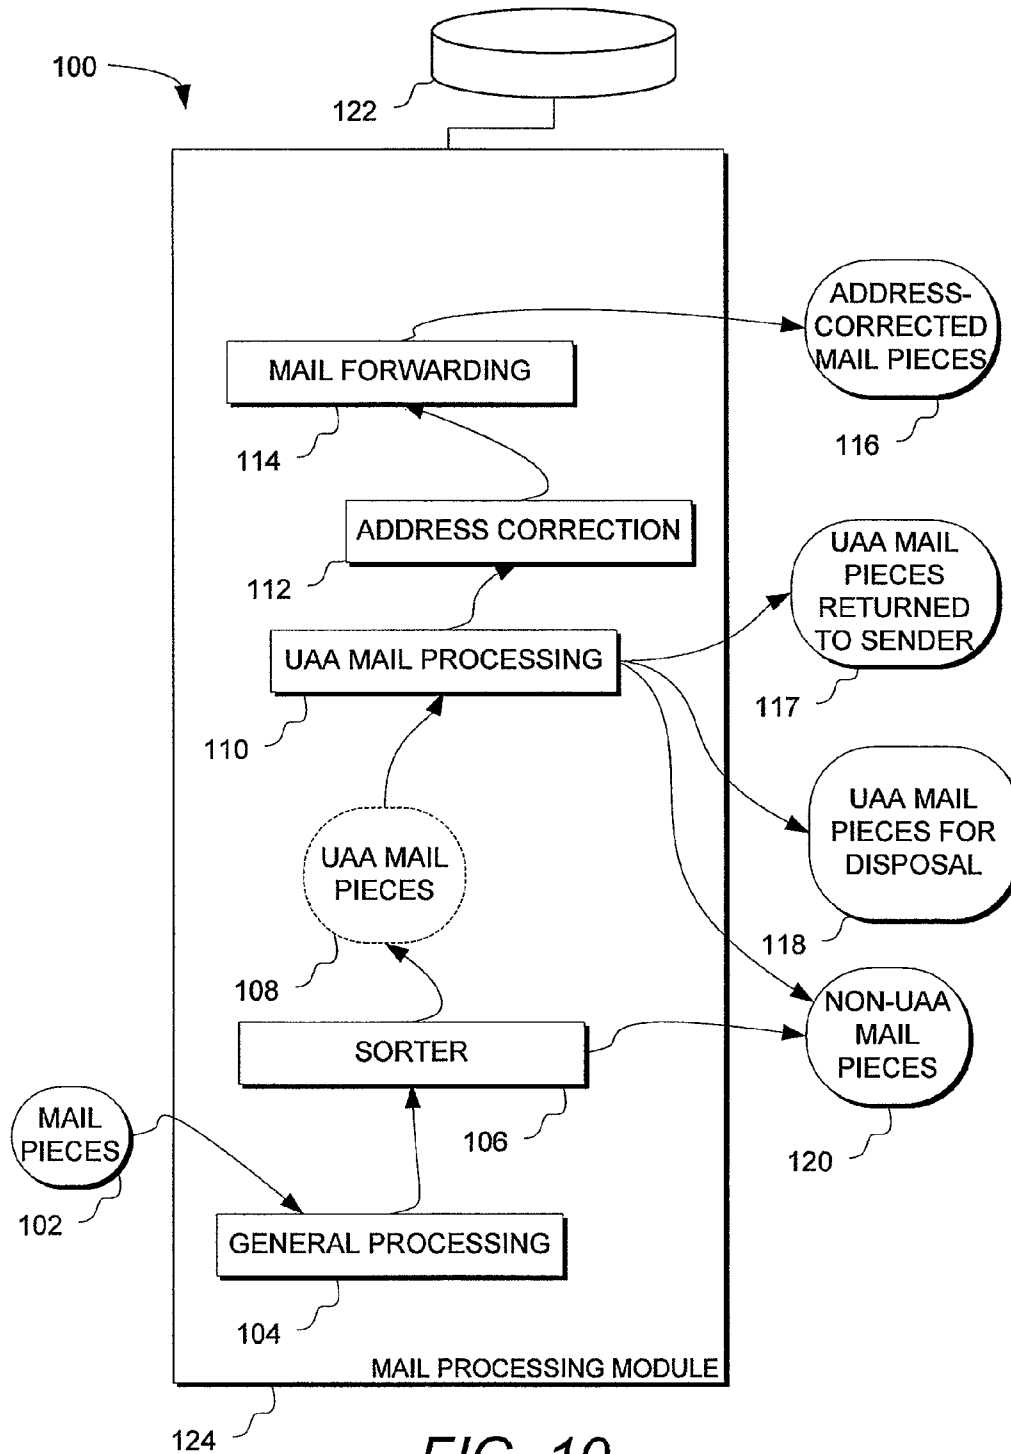 100
122
ADDRESS-
CORRECTED
MAIL PIECES
116
MAIL FORWARDING
114
ADDRESS CORRECTION
112
UAA MAIL
PIECES
RETURNED
TO SENDER
117
UAA MAIL PROCESSING
110
UAA MAIL
PIECES FOR
DISPOSAL
118
UAA MAIL
PIECES
108
NON-UAA
MAIL
PIECES
120
SORTER
106
MAIL
PIECES
102
GENERAL PROCESSING
104
MAIL PROCESSING MODULE
124
FIG. 10